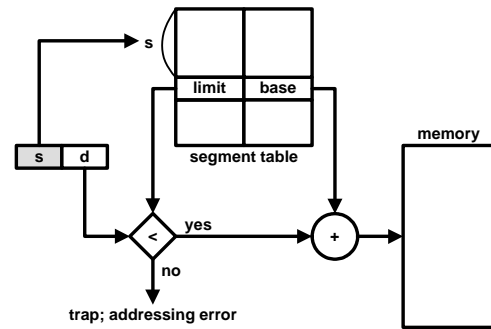 s
limit base
memory
s d
segment table
< yes +
no
trap; addressing error